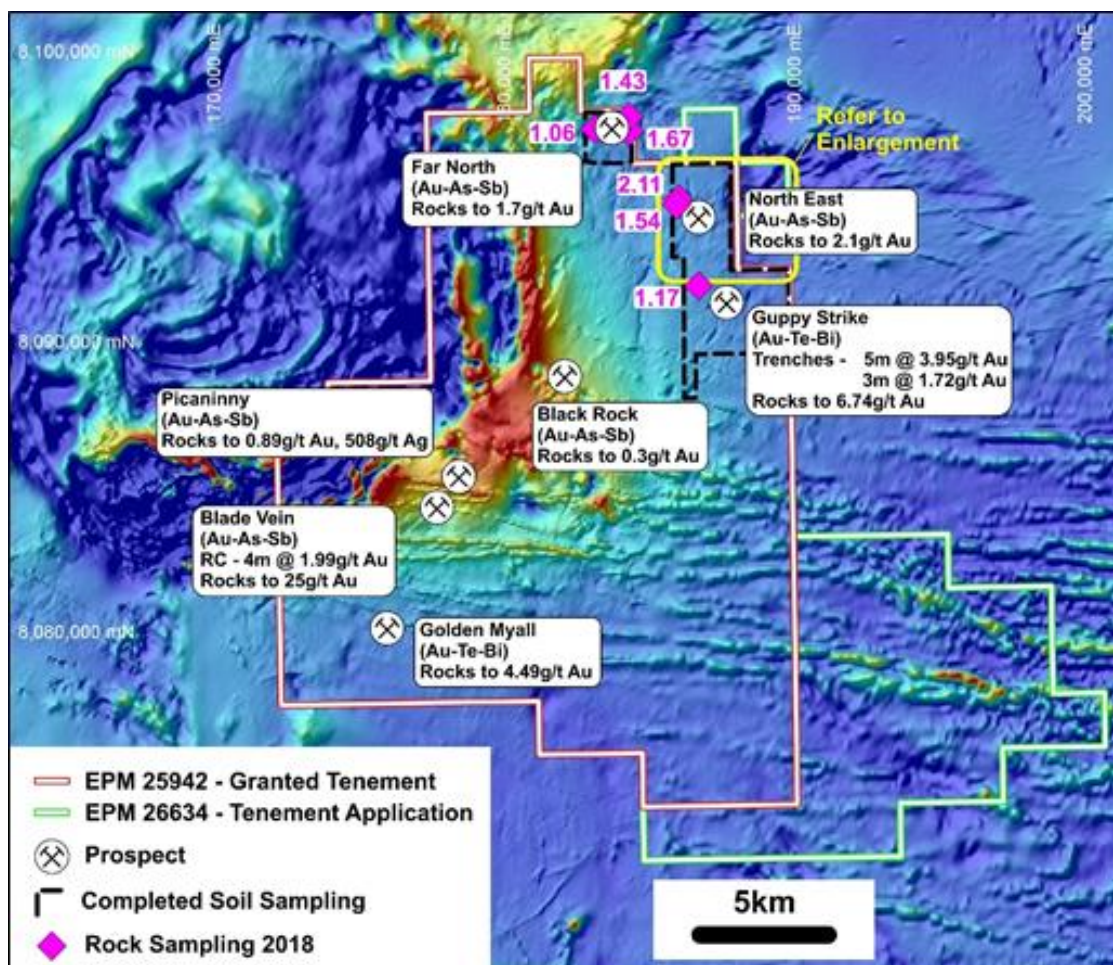 8,100,000 mN
170,000 mE
190,000 mE
200,000 mE
1.43
1.06
1.67
Refer to
Enlargement
Far North
(Au-As-Sb)
Rocks to 1.7g/t Au
2.11
1.54
North East
(Au-As-Sb)
Rocks to 2.1g/t Au
1.17
Guppy Strike
(Au-Te-Bi)
Trenches - 5m @ 3.95g/t Au
3m @ 1.72g/t Au
Rocks to 6.74g/t Au
8,090,000 mN
Picaninny
(Au-As-Sb)
Rocks to 0.89g/t Au, 508g/t Ag
Black Rock
(Au-As-Sb)
Rocks to 0.3g/t Au
Blade Vein
(Au-As-Sb)
RC - 4m @ 1.99g/t Au
Rocks to 25g/t Au
8,080,000 mN
Golden Myall
(Au-Te-Bi)
Rocks to 4.49g/t Au
EPM 25942 - Granted Tenement
EPM 26634 - Tenement Application
Prospect
Completed Soil Sampling
Rock Sampling 2018
5km